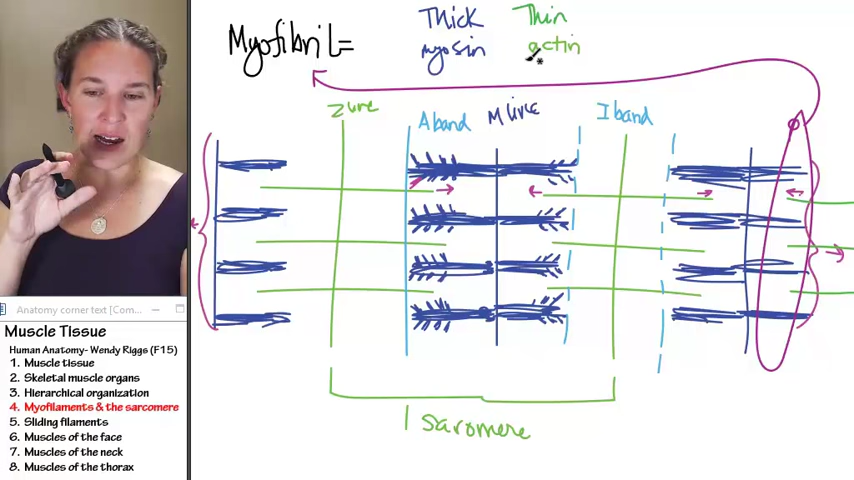 Myofibril=
Thick
myosin
Thin
actin
*
Z line
A band
M line
I band
1 saromere
Anatomy corner text [Com...
Muscle Tissue
Human Anatomy- Wendy Riggs (F15)
1. Muscle tissue
2. Skeletal muscle organs
3. Hierarchical organization
4. Myofilaments & the sarcomere
5. Sliding filaments
6. Muscles of the face
7. Muscles of the neck
8. Muscles of the thorax